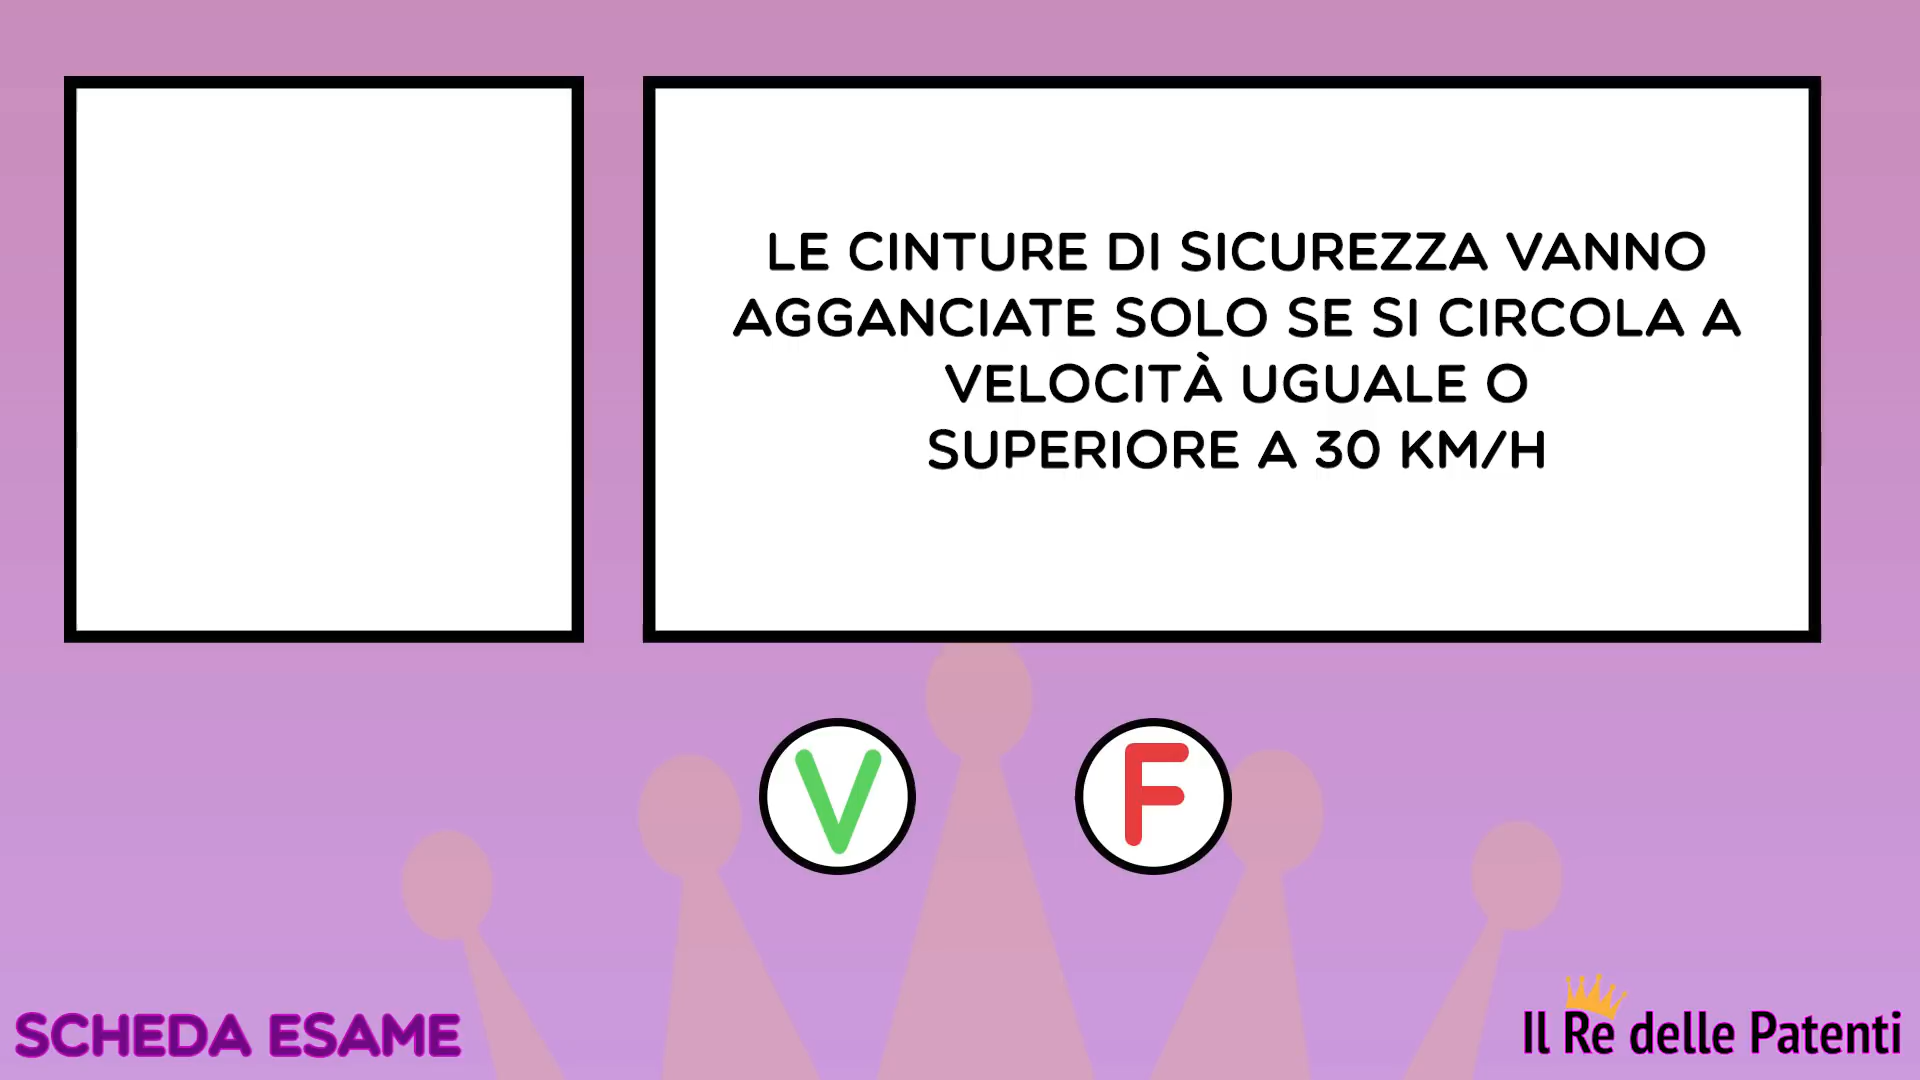 LE CINTURE DI SICUREZZA VANNO
AGGANCIATE SOLO SE SI CIRCOLA A
VELOCITÀ UGUALE O
SUPERIORE A 30 KM/H
V F
SCHEDA ESAME
Il Re delle Patenti